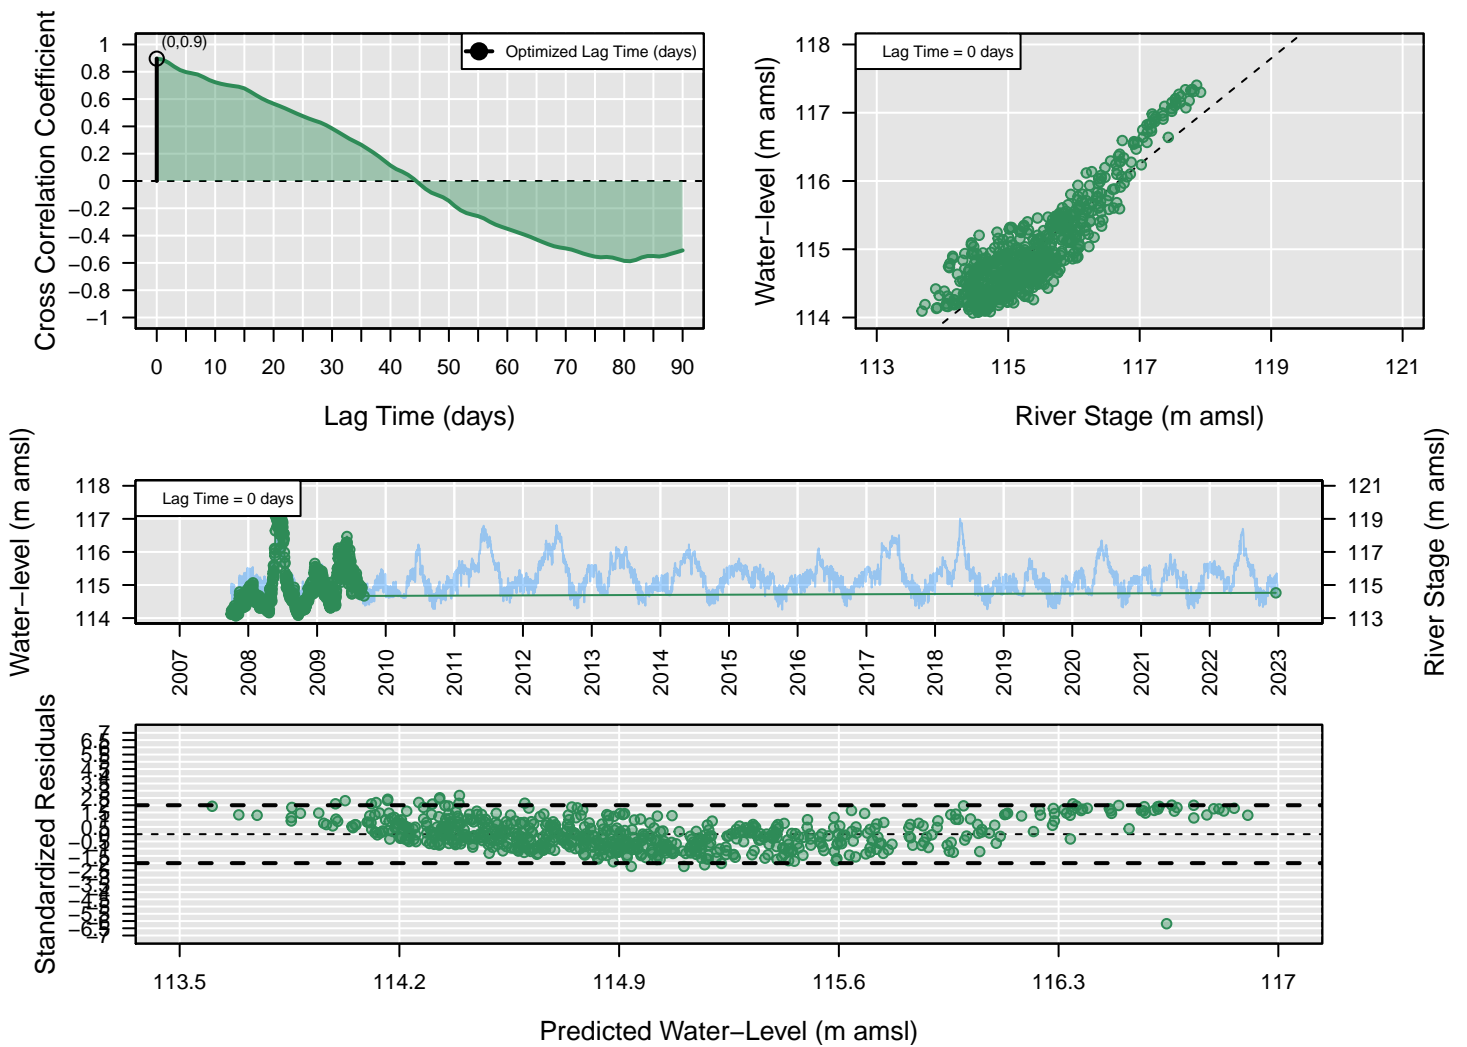 (0,0.9)
Optimized Lag Time (days)
Cross Correlation Coefficient
1
0.8
0.6
0.4
0.2
0
−0.2
−0.4
−0.6
−0.8
−1
0 10 20 30 40 50 60 70 80 90
Lag Time (days)
Lag Time = 0 days
Water−level (m amsl)
118
117
116
115
114
113 115 117 119 121
River Stage (m amsl)
Lag Time = 0 days
Water−level (m amsl)
118
117
116
115
114
121
119
117
115
113
River Stage (m amsl)
2007 2008 2009 2010 2011 2012 2013 2014 2015 2016 2017 2018 2019 2020 2021 2022 2023
Standardized Residuals
7
−7
113.5 114.2 114.9 115.6 116.3 117
Predicted Water−Level (m amsl)